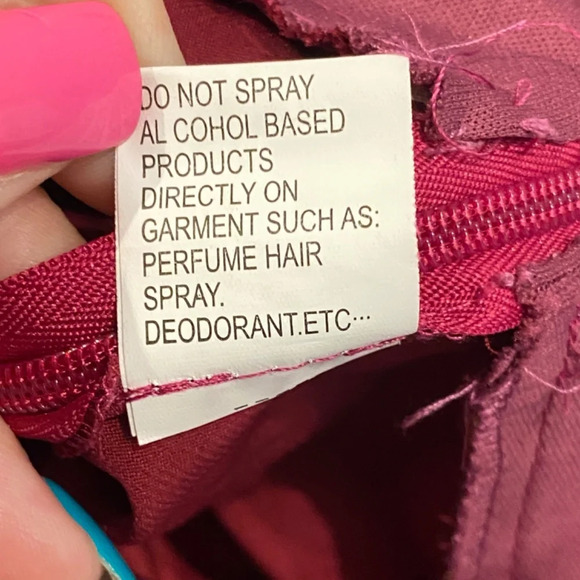 DO NOT SPRAY
AL COHOL BASED
PRODUCTS
DIRECTLY ON
GARMENT SUCH AS:
PERFUME HAIR
SPRAY.
DEODORANT.ETC···